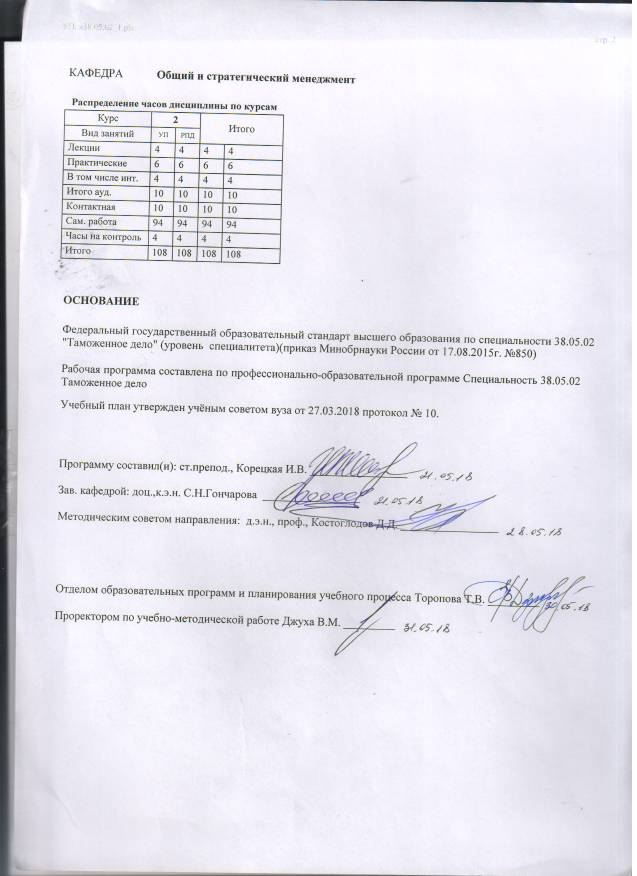 УП: z38.05.02_1.plx
стр. 2
КАФЕДРА Общий и стратегический менеджмент
Распределение часов дисциплины по курсам
Курс 2 Итого
Вид занятий УП РПД
Лекции 4 4 4 4
Практические 6 6 6 6
В том числе инт. 4 4 4 4
Итого ауд. 10 10 10 10
Контактная 10 10 10 10
Сам. работа 94 94 94 94
Часы на контроль 4 4 4 4
Итого 108 108 108 108
ОСНОВАНИЕ
Федеральный государственный образовательный стандарт высшего образования по специальности 38.05.02
"Таможенное дело" (уровень специалитета)(приказ Минобрнауки России от 17.08.2015г. №850)
Рабочая программа составлена по профессионально-образовательной программе Специальность 38.05.02
Таможенное дело
Учебный план утвержден учёным советом вуза от 27.03.2018 протокол № 10.
Программу составил(и): ст.препод., Корецкая И.В. 21.05.18
Зав. кафедрой: доц.,к.э.н. С.Н.Гончарова 21.05.18
Методическим советом направления: д.э.н., проф., Костоглодов Д.Д. 28.05.18
Отделом образовательных программ и планирования учебного процесса Торопова Т.В. 30.05.18
Проректором по учебно-методической работе Джуха В.М. 31.05.18